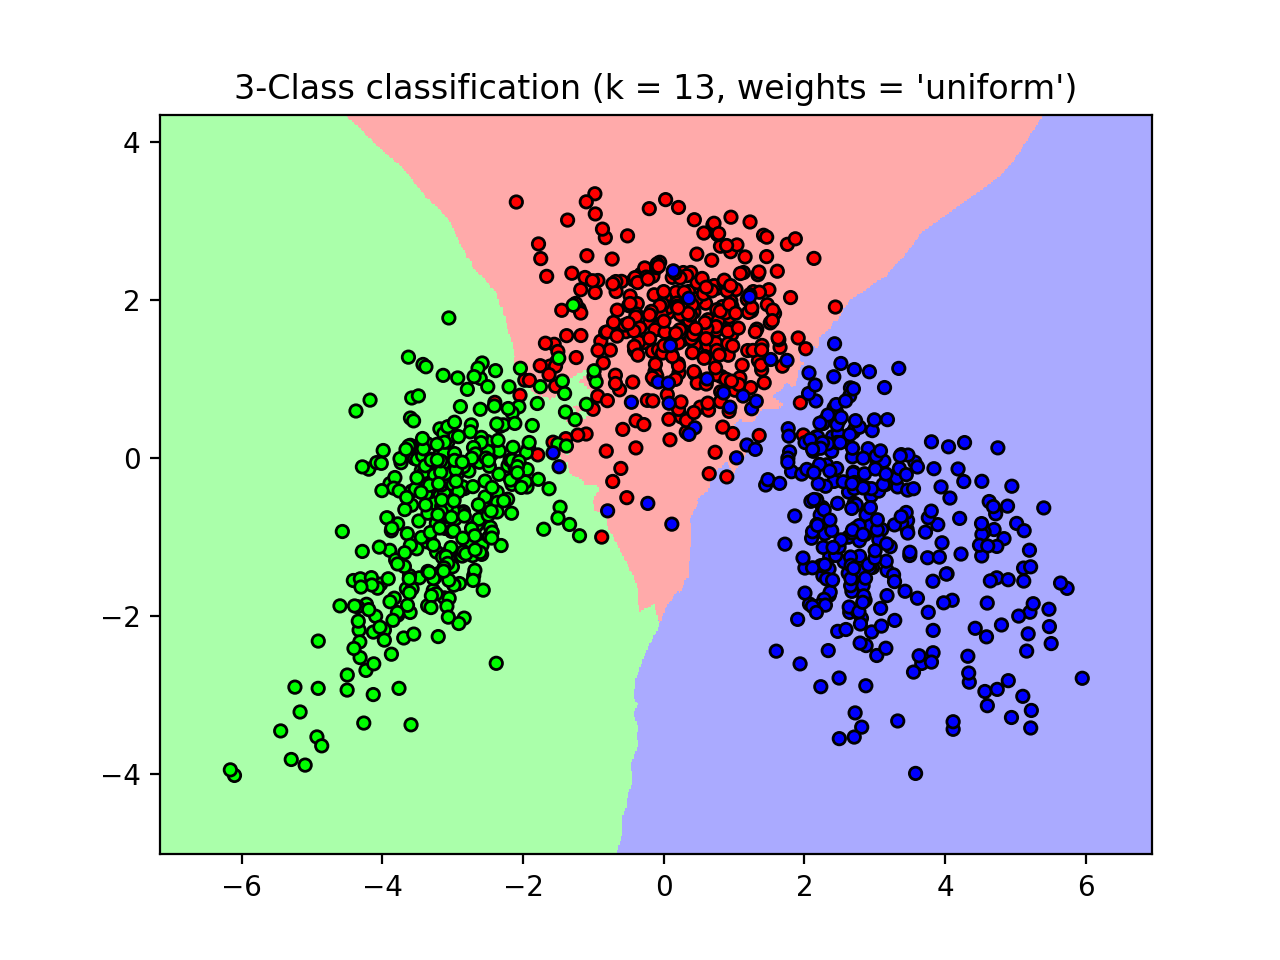 3-Class classification (k = 13, weights = 'uniform')
4
2
0
−2
−4
−6 −4 −2 0 2 4 6